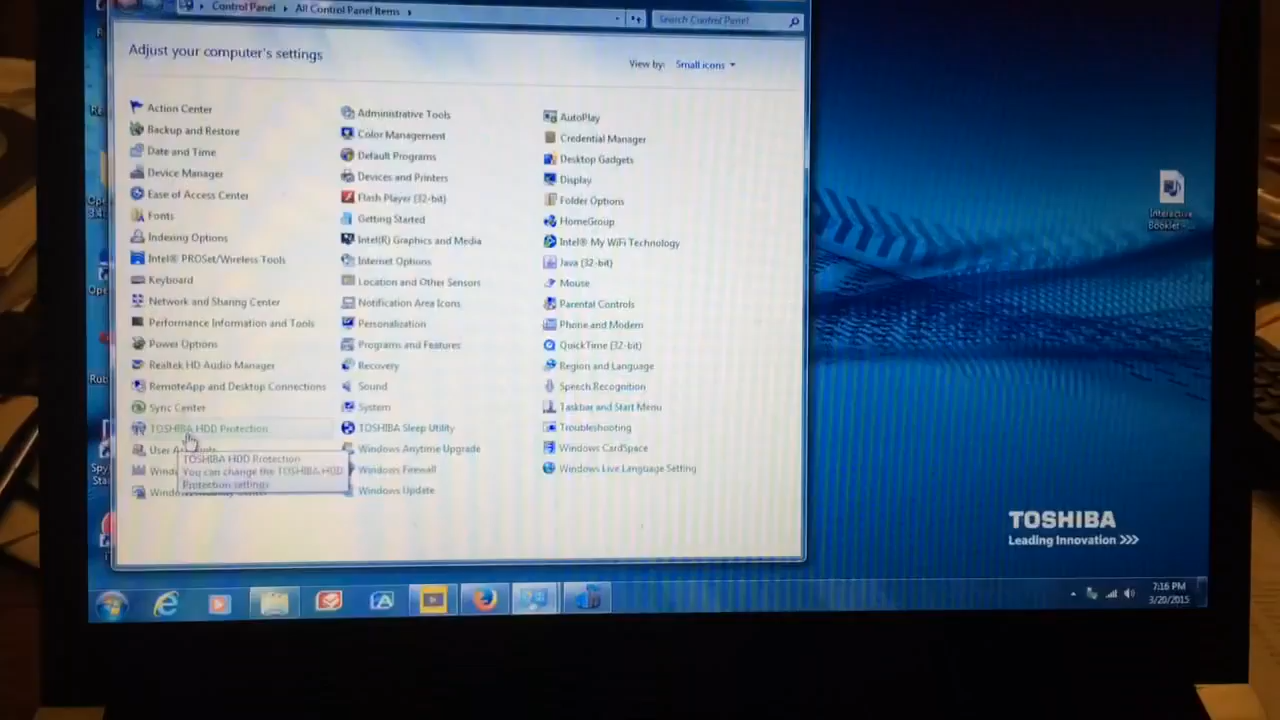 Control Panel
All Control Panel Items
Search Control Panel
Adjust your computer's settings
View by: Small icons
Action Center
Backup and Restore
Date and Time
Device Manager
Ease of Access Center
Fonts
Indexing Options
Intel® PROSet/Wireless Tools
Keyboard
Network and Sharing Center
Performance Information and Tools
Power Options
Realtek HD Audio Manager
RemoteApp and Desktop Connections
Sync Center
TOSHIBA HDD Protection
User
TOSHIBA HDD Protection
You can change the TOSHIBA HDD
Protection settings
Administrative Tools
Color Management
Default Programs
Devices and Printers
Flash Player (32-bit)
Getting Started
Intel(R) Graphics and Media
Internet Options
Location and Other Sensors
Notification Area Icons
Personalization
Programs and Features
Recovery
Sound
System
TOSHIBA Sleep Utility
Windows Anytime Upgrade
Windows Firewall
Windows Update
AutoPlay
Credential Manager
Desktop Gadgets
Display
Folder Options
HomeGroup
Intel® My WiFi Technology
Java (32-bit)
Mouse
Parental Controls
Phone and Modem
QuickTime (32-bit)
Region and Language
Speech Recognition
Taskbar and Start Menu
Troubleshooting
Windows CardSpace
Windows Live Language Setting
Interactive
Booklet - ...
TOSHIBA
Leading Innovation >>>
7:16 PM
3/20/2015